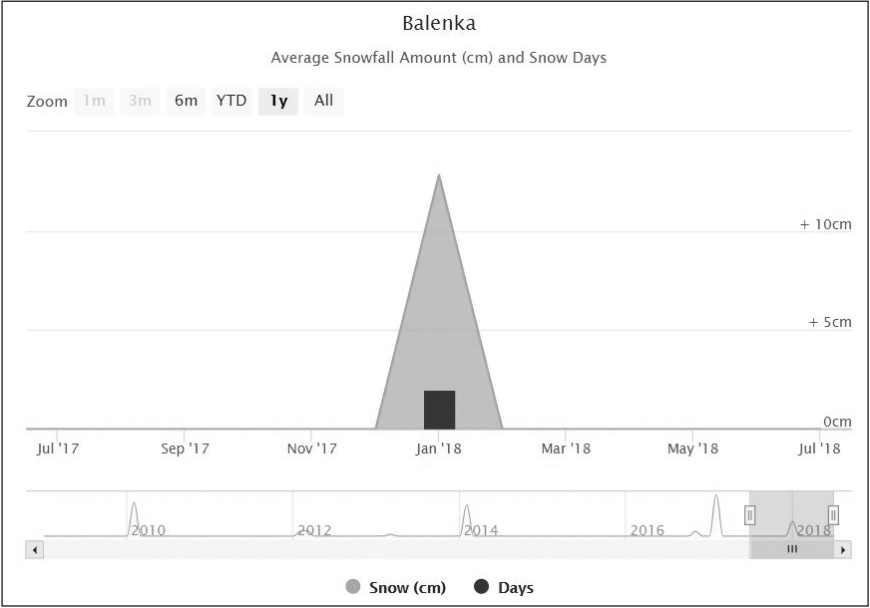 Balenka
Average Snowfall Amount (cm) and Snow Days
Zoom 1m 3m 6m YTD 1y All
+ 10cm
+ 5cm
0cm
Jul '17 Sep '17 Nov '17 Jan '18 Mar '18 May '18 Jul '18
2010 2012 2014 2016 2018
Snow (cm) Days